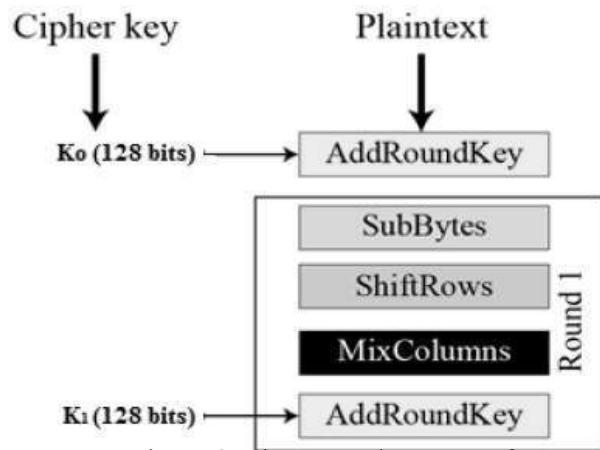 Cipher key Plaintext
K0 (128 bits) AddRoundKey
SubBytes
ShiftRows
Round 1
MixColumns
K1 (128 bits) AddRoundKey